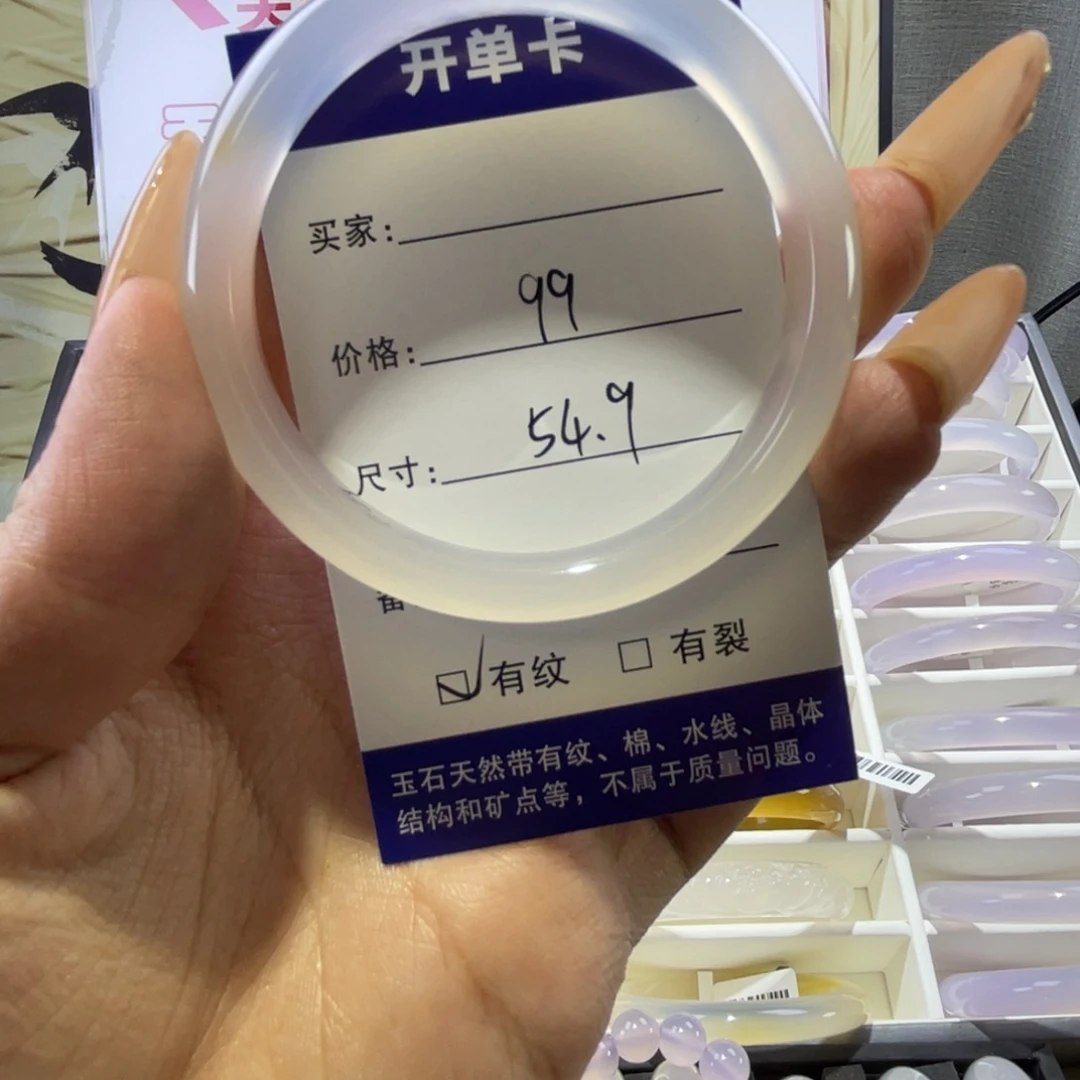 开单卡
买家:
价格: 99
尺寸: 54.9
备
☑有纹 □有裂
玉石天然带有纹、棉、水线、晶体
结构和矿点等，不属于质量问题。